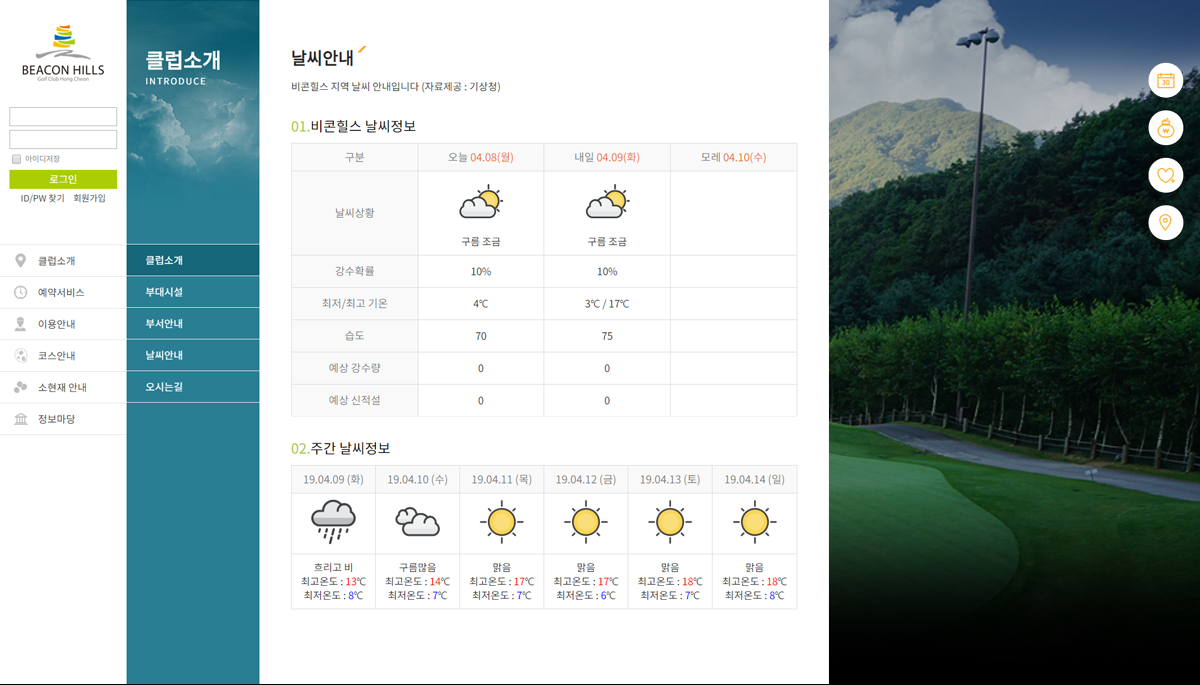 BEACON HILLS
Golf Club Hong Cheon
아이디저장
로그인
ID/PW 찾기 회원가입
클럽소개
예약서비스
이용안내
코스안내
소현재 안내
정보마당
클럽소개
INTRODUCE
클럽소개
부대시설
부서안내
날씨안내
오시는길
날씨안내
비콘힐스 지역 날씨 안내입니다 (자료제공 : 기상청)
01.비콘힐스 날씨정보
구분 오늘 04.08(월) 내일 04.09(화) 모레 04.10(수)
날씨상황 구름 조금 구름 조금
강수확률 10% 10%
최저/최고 기온 4℃ 3℃ / 17℃
습도 70 75
예상 강수량 0 0
예상 신적설 0 0
02.주간 날씨정보
19.04.09 (화) 19.04.10 (수) 19.04.11 (목) 19.04.12 (금) 19.04.13 (토) 19.04.14 (일)
흐리고 비 구름많음 맑음 맑음 맑음 맑음
최고온도 : 13℃ 최고온도 : 14℃ 최고온도 : 17℃ 최고온도 : 17℃ 최고온도 : 18℃ 최고온도 : 18℃
최저온도 : 8℃ 최저온도 : 7℃ 최저온도 : 7℃ 최저온도 : 6℃ 최저온도 : 7℃ 최저온도 : 8℃
30
₩